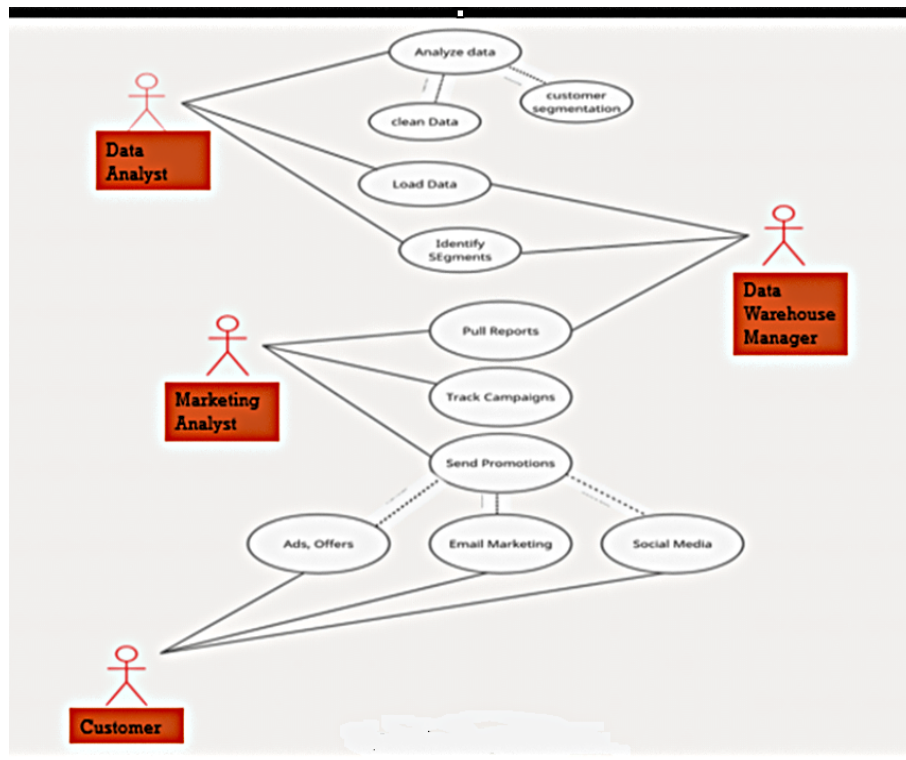 Analyze data
customer
segmentation
clean Data
Data
Analyst
Load Data
Identify
SEgments
Data
Warehouse
Manager
Pull Reports
Marketing
Analyst
Track Campaigns
Send Promotions
Ads, Offers
Email Marketing
Social Media
Customer